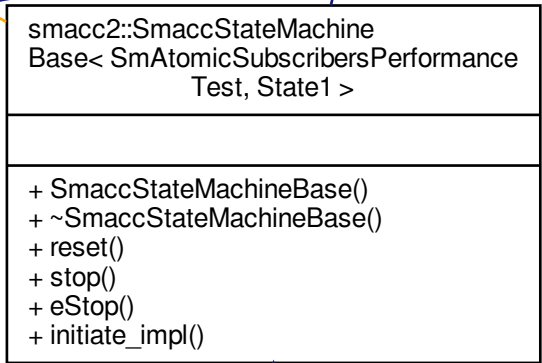 smacc2::SmaccStateMachine
Base< SmAtomicSubscribersPerformance
Test, State1 >
+ SmaccStateMachineBase()
+ ~SmaccStateMachineBase()
+ reset()
+ stop()
+ eStop()
+ initiate_impl()